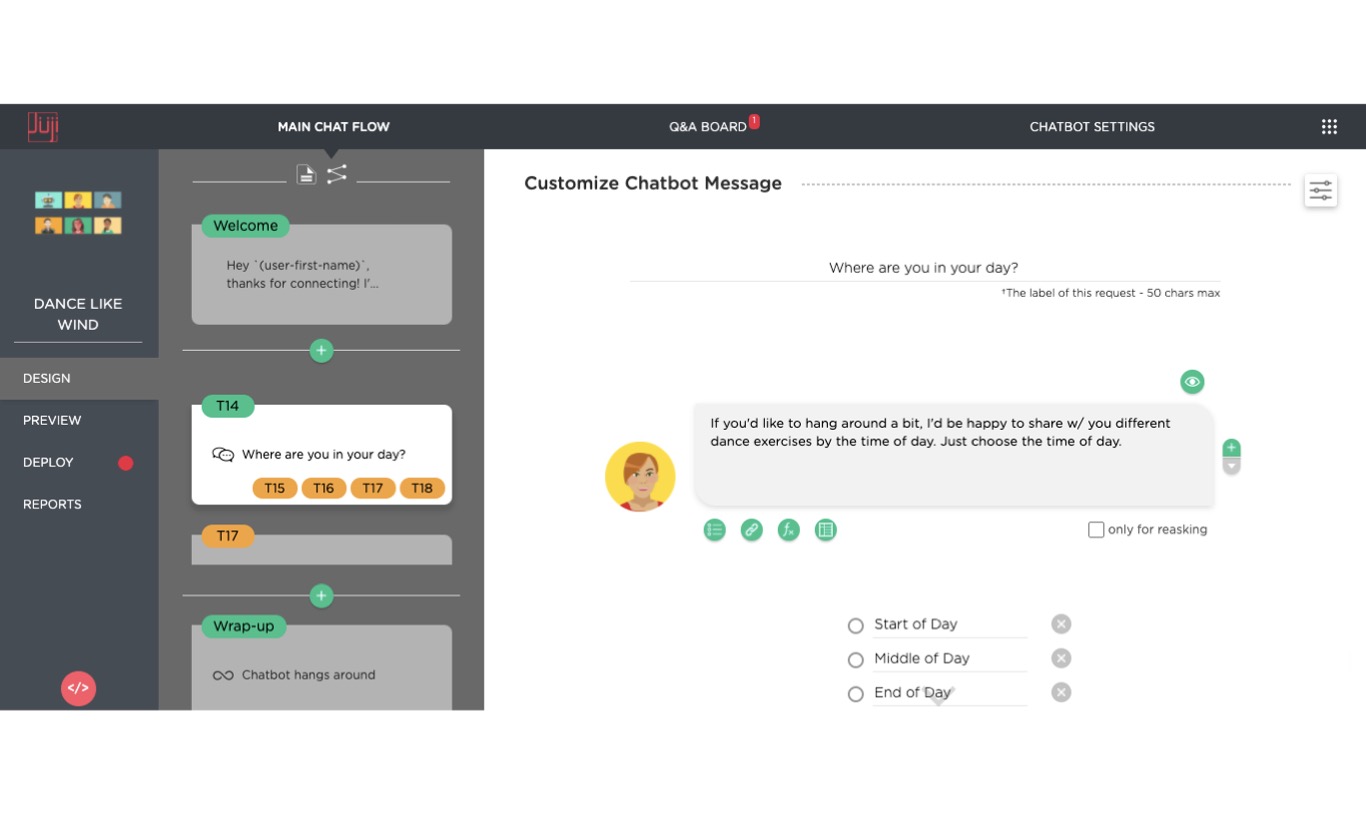 Juji
MAIN CHAT FLOW
Q&A BOARD
1
CHATBOT SETTINGS
DANCE LIKE
WIND
DESIGN
PREVIEW
DEPLOY
REPORTS
</>
Welcome
Hey `(user-first-name)`,
thanks for connecting! I'...
+
T14
Where are you in your day?
T15 T16 T17 T18
T17
+
Wrap-up
Chatbot hangs around
Customize Chatbot Message
Where are you in your day?
†The label of this request - 50 chars max
If you'd like to hang around a bit, I'd be happy to share w/ you different
dance exercises by the time of day. Just choose the time of day.
+
fx
only for reasking
Start of Day
Middle of Day
End of Day